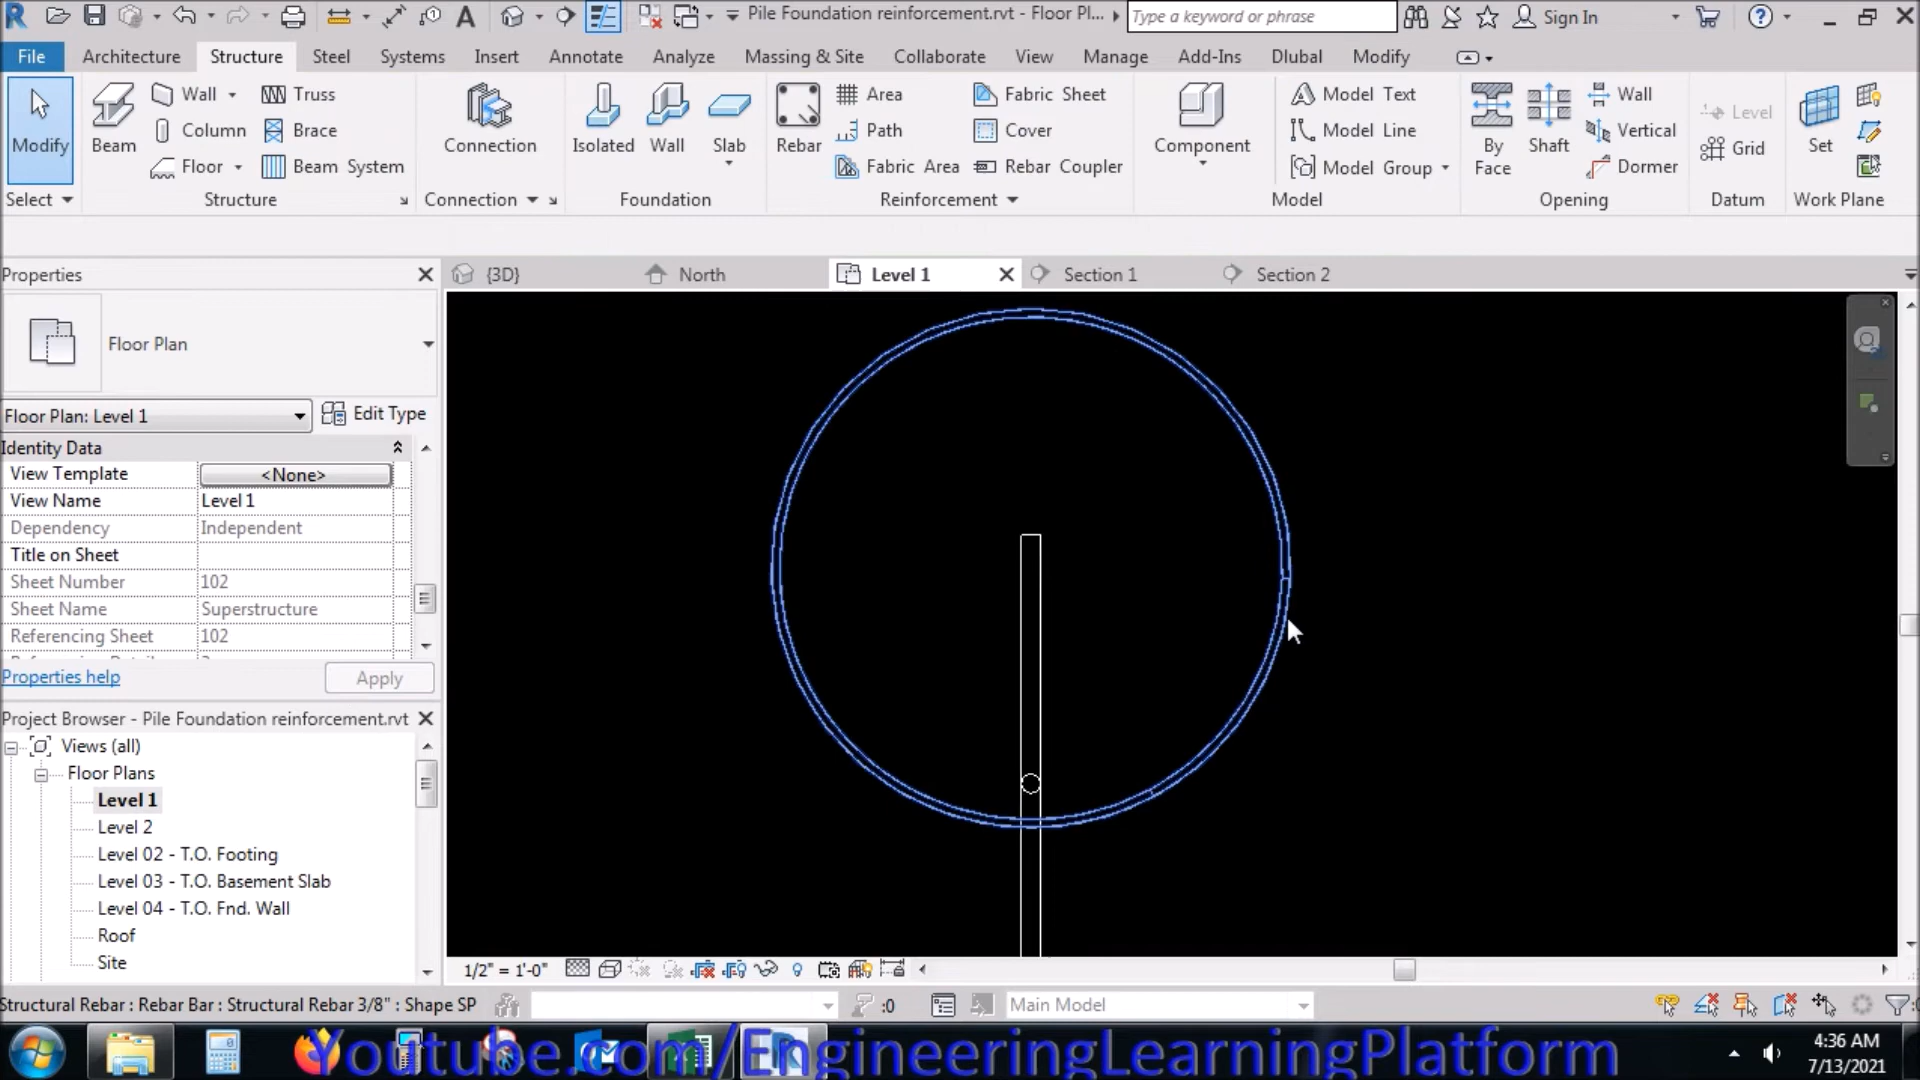 Pile Foundation reinforcement.rvt - Floor Pl...
Type a keyword or phrase
Sign In
File Architecture Structure Steel Systems Insert Annotate Analyze Massing & Site Collaborate View Manage Add-Ins Dlubal Modify
Modify
Beam
Wall
Column
Floor
Truss
Brace
Beam System
Connection
Isolated
Wall
Slab
Rebar
Area
Path
Fabric Area
Fabric Sheet
Cover
Rebar Coupler
Component
Model Text
Model Line
Model Group
By Face
Shaft
Wall
Vertical
Dormer
Level
Grid
Set
Select Structure Connection Foundation Reinforcement Model Opening Datum Work Plane
Properties
{3D} North Level 1 Section 1 Section 2
Floor Plan
Floor Plan: Level 1
Edit Type
Identity Data
View Template <None>
View Name Level 1
Dependency Independent
Title on Sheet
Sheet Number 102
Sheet Name Superstructure
Referencing Sheet 102
Properties help
Apply
Project Browser - Pile Foundation reinforcement.rvt
Views (all)
Floor Plans
Level 1
Level 2
Level 02 - T.O. Footing
Level 03 - T.O. Basement Slab
Level 04 - T.O. Fnd. Wall
Roof
Site
1/2" = 1'-0"
Structural Rebar : Rebar Bar : Structural Rebar 3/8" : Shape SP
:0
Main Model
Youtube.com/EngineeringLearningPlatform
4:36 AM
7/13/2021